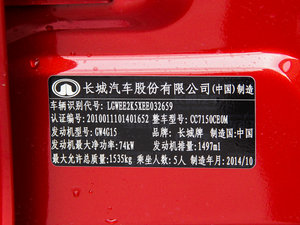 长城汽车股份有限公司(中国)制造
车辆识别代号: LGWEE2K5XEE032659
认证号: 2010011101401652 整车型号: CC7150CE0M
发动机型号: GW4G15 品牌: 长城牌 制造国: 中国
发动机最大净功率: 74kW 发动机排量: 1497ml
最大允许总质量: 1535kg 乘坐人数: 5人 制造年月: 2014/10